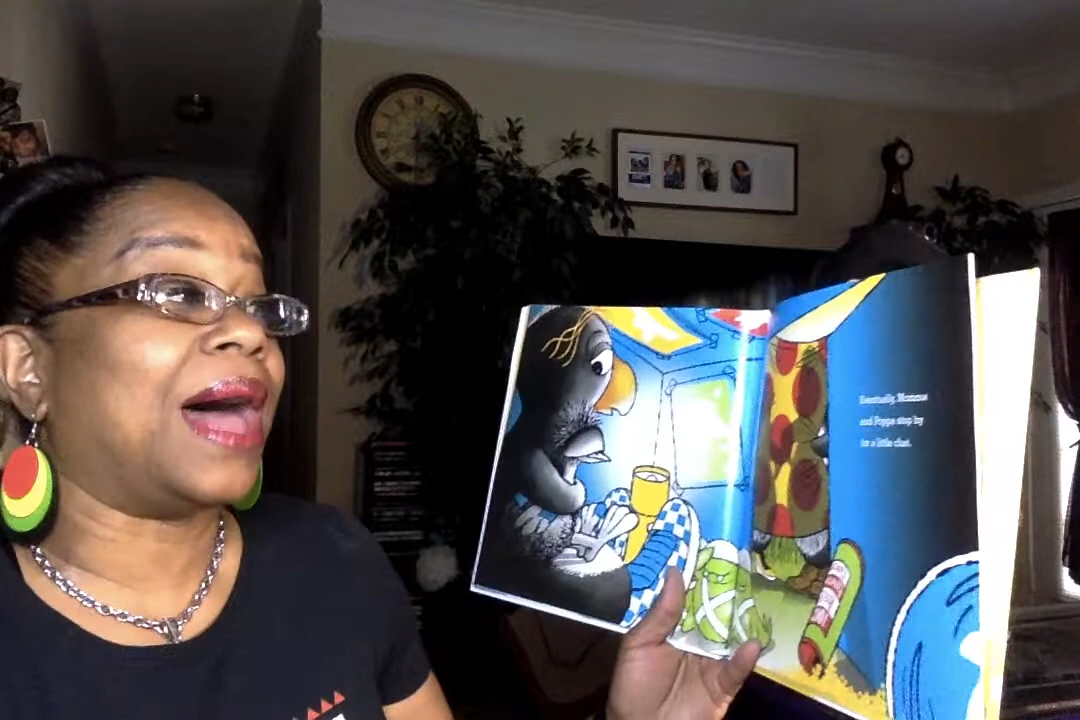 Eventually, Momma
and Poppa stop by
for a little chat.